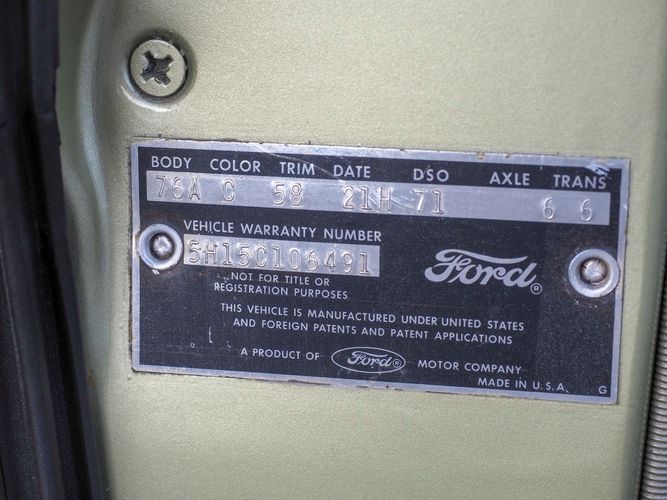 BODY COLOR TRIM DATE DSO AXLE TRANS
76A C 58 21H 71 6 6
VEHICLE WARRANTY NUMBER
5H15C106491
NOT FOR TITLE OR
REGISTRATION PURPOSES
Ford®
THIS VEHICLE IS MANUFACTURED UNDER UNITED STATES
AND FOREIGN PATENTS AND PATENT APPLICATIONS
A PRODUCT OF Ford® MOTOR COMPANY
MADE IN U.S.A. G